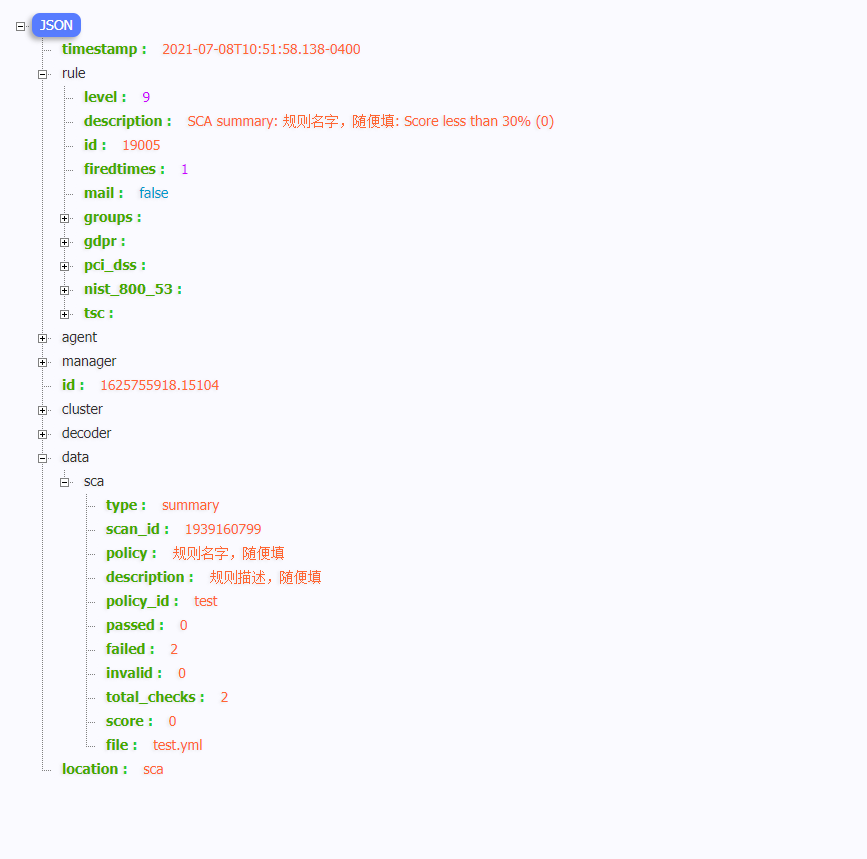 JSON
timestamp : 2021-07-08T10:51:58.138-0400
rule
level : 9
description : SCA summary: 规则名字，随便填: Score less than 30% (0)
id : 19005
firedtimes : 1
mail : false
groups :
gdpr :
pci_dss :
nist_800_53 :
tsc :
agent
manager
id : 1625755918.15104
cluster
decoder
data
sca
type : summary
scan_id : 1939160799
policy : 规则名字，随便填
description : 规则描述，随便填
policy_id : test
passed : 0
failed : 2
invalid : 0
total_checks : 2
score : 0
file : test.yml
location : sca